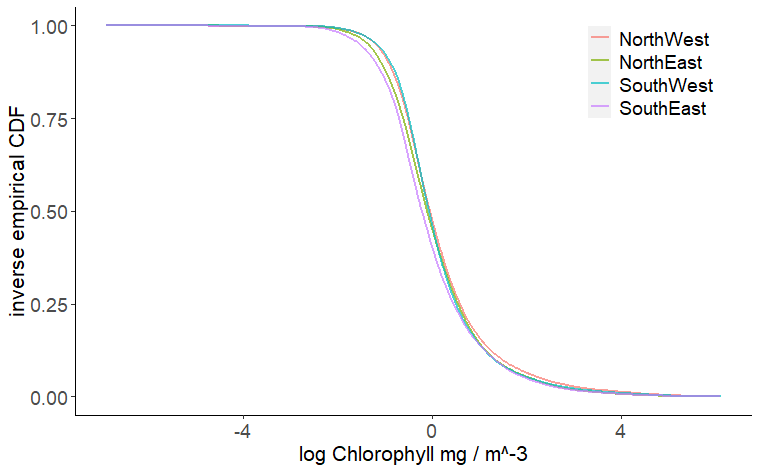 1.00
0.75
0.50
0.25
0.00
inverse empirical CDF
-4
0
4
log Chlorophyll mg / m^-3
NorthWest
NorthEast
SouthWest
SouthEast